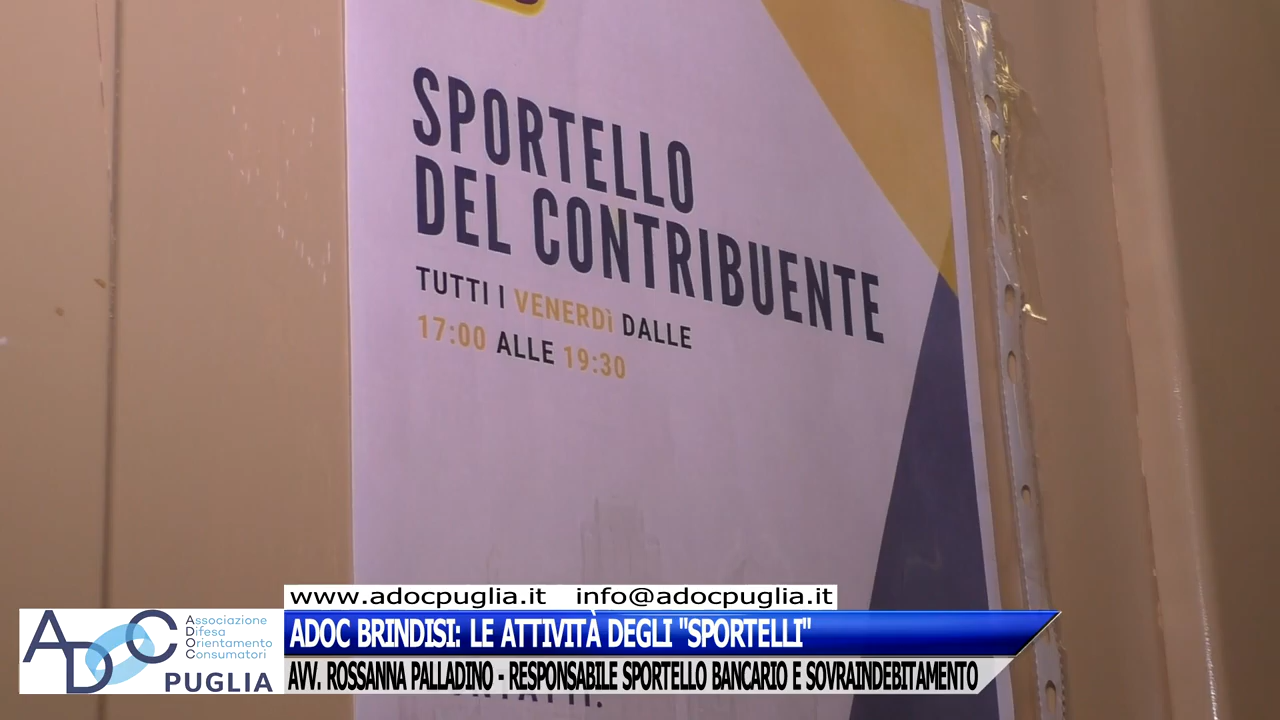 SPORTELLO
DEL CONTRIBUENTE
TUTTI I VENERDì DALLE
17:00 ALLE 19:30
www.adocpuglia.it info@adocpuglia.it
ADOC BRINDISI: LE ATTIVITÀ DEGLI "SPORTELLI"
AVV. ROSSANNA PALLADINO - RESPONSABILE SPORTELLO BANCARIO E SOVRAINDEBITAMENTO
ADOC
Associazione
Difesa
Orientamento
Consumatori
PUGLIA